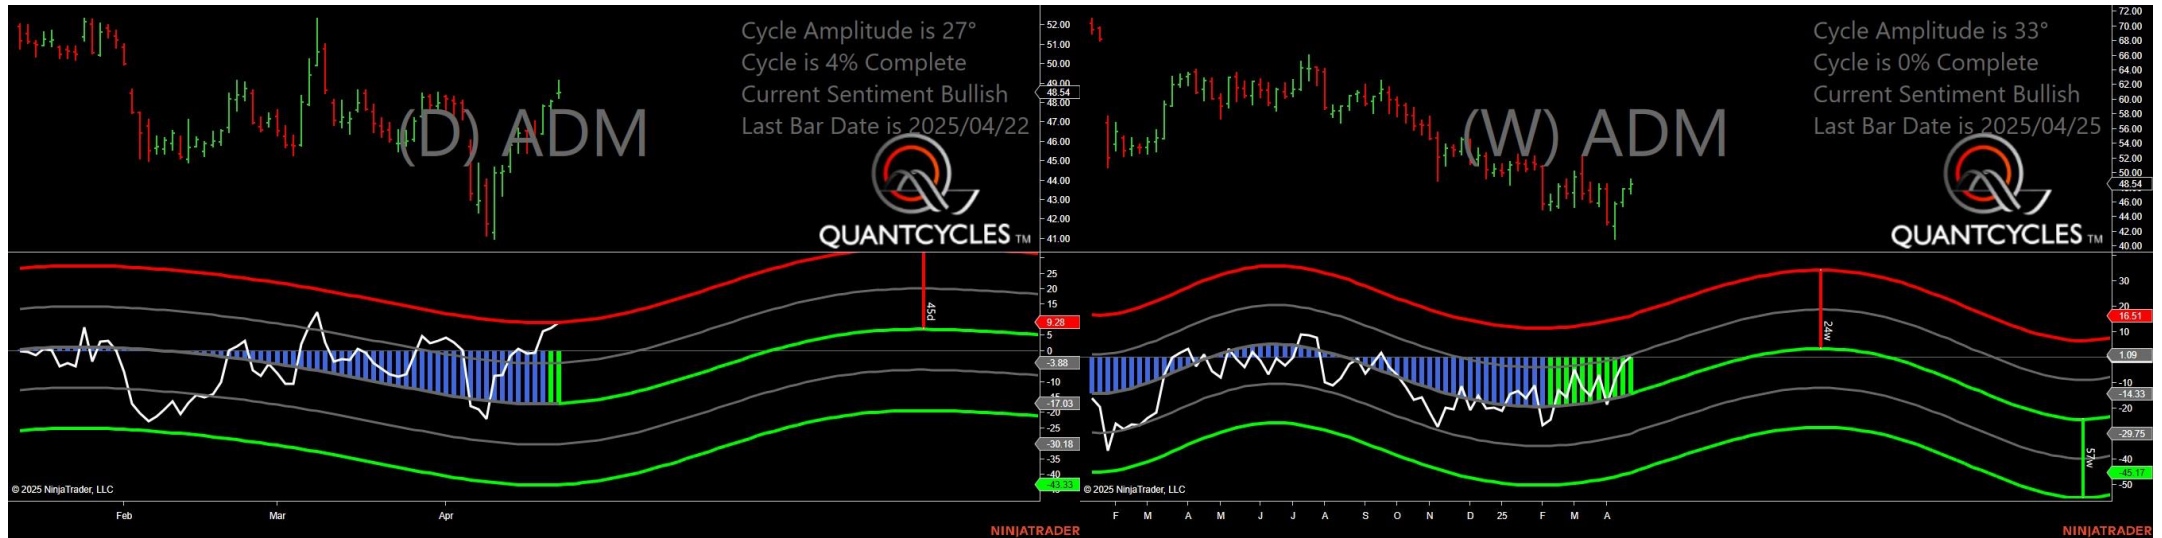 Cycle Amplitude is 27°
Cycle is 4% Complete
Current Sentiment Bullish
Last Bar Date is 2025/04/22
(D) ADM
QUANTCYCLES TM
52.00
51.00
50.00
49.00
48.54
48.00
47.00
46.00
45.00
44.00
43.00
42.00
41.00
45d
25
20
15
9.28
5
0
-3.88
-10
-17.03
-20
-25
-30.18
-35
-40
-43.33
© 2025 NinjaTrader, LLC
Feb Mar Apr
NINJATRADER
Cycle Amplitude is 33°
Cycle is 0% Complete
Current Sentiment Bullish
Last Bar Date is 2025/04/25
(W) ADM
QUANTCYCLES TM
72.00
70.00
68.00
66.00
64.00
62.00
60.00
58.00
56.00
54.00
52.00
50.00
48.54
46.00
44.00
42.00
40.00
24w
57w
30
20
16.51
10
1.09
-10
-14.33
-20
-29.75
-40
-45.17
-50
© 2025 NinjaTrader, LLC
F M A M J J A S O N D 25 F M A
NINJATRADER